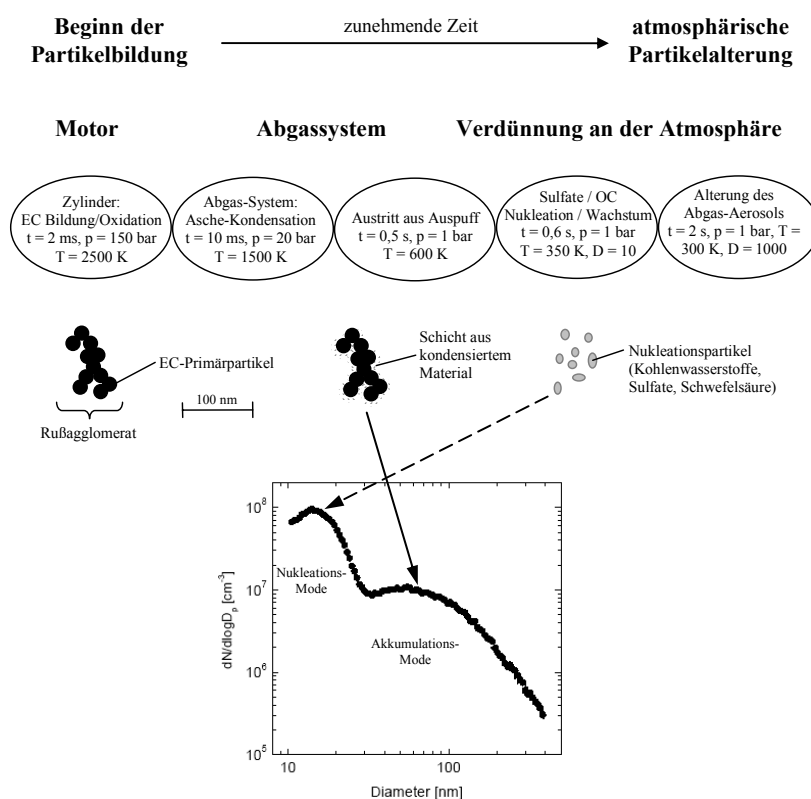 Beginn der
Partikelbildung
zunehmende Zeit
atmosphärische
Partikelalterung
Motor
Abgassystem
Verdünnung an der Atmosphäre
Zylinder:
EC Bildung/Oxidation)
t = 2 ms, p = 150 bar
T = 2500 K
Abgas-System:
Asche-Kondensation
t = 10 ms, p = 20 bar
T = 1500 K
Austritt aus Auspuff
t = 0,5 s, p = 1 bar
T = 600 K
Sulfate / OC
Nukleation / Wachstum
t = 0,6 s, p = 1 bar
T = 350 K, D = 10
Alterung des
Abgas-Aerosols
t = 2 s, p = 1 bar, T =
300 K, D = 1000
EC-Primärpartikel
Rußagglomerat
100 nm
Schicht aus
kondensiertem
Material
Nukleationspartikel
(Kohlenwasserstoffe,
Sulfate, Schwefelsäure)
dN/dlogDₚ [cm⁻³]
10⁸
10⁷
10⁶
10⁵
Nukleations-
Mode
Akkumulations-
Mode
10
100
Diameter [nm]